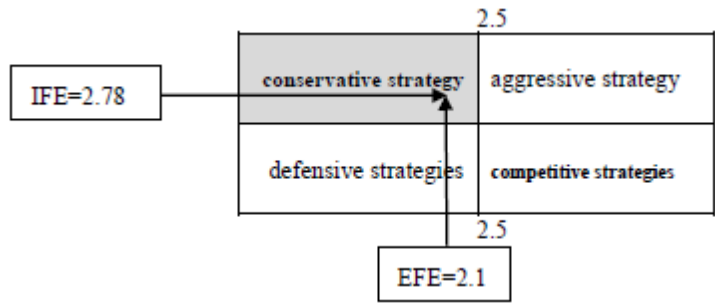 2.5
conservative strategy
aggressive strategy
IFE=2.78
defensive strategies
competitive strategies
2.5
EFE=2.1